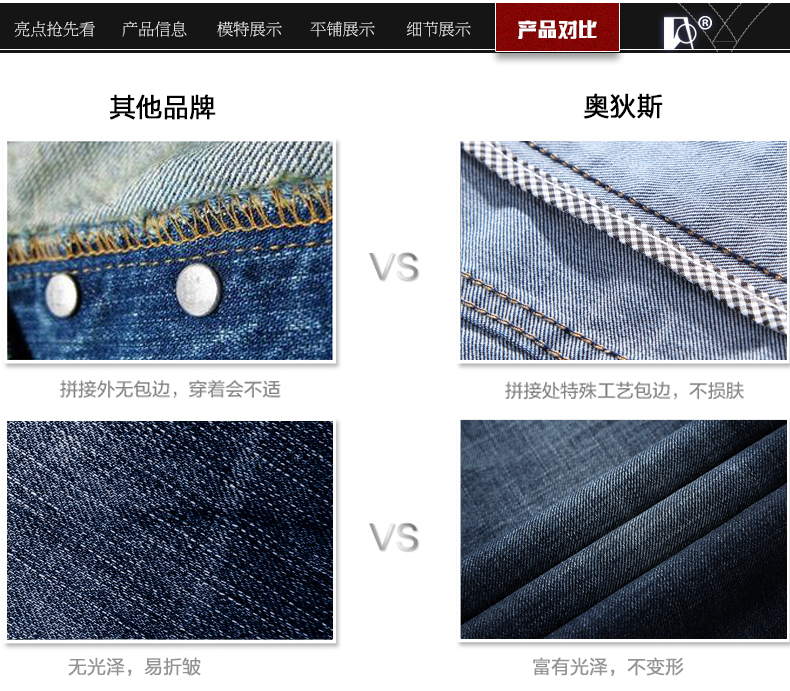 亮点抢先看 产品信息 模特展示 平铺展示 细节展示 产品对比 ®
其他品牌 奥狄斯
VS
拼接外无包边，穿着会不适 拼接处特殊工艺包边，不损肤
VS
无光泽，易折皱 富有光泽，不变形